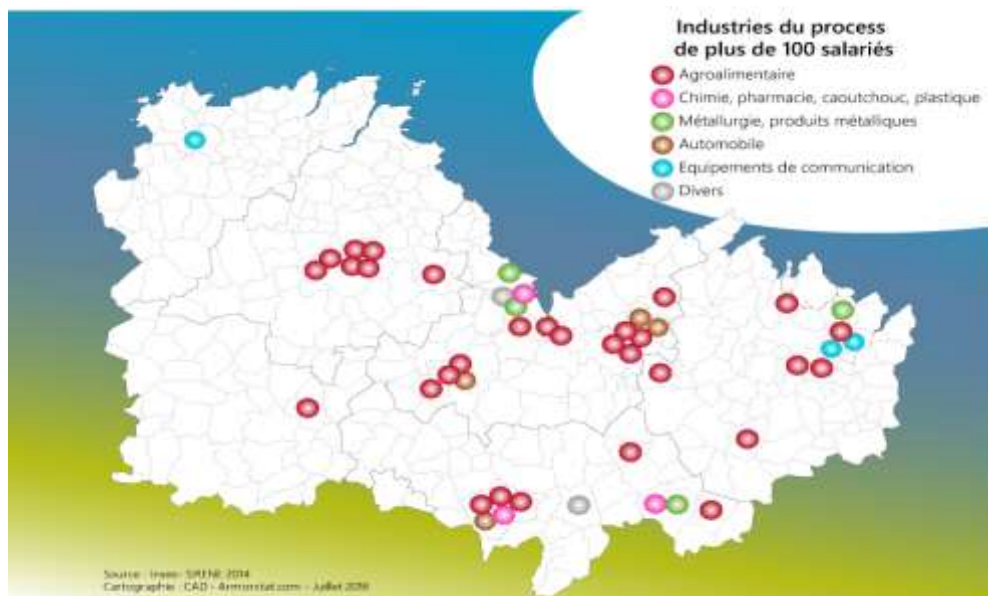 Industries du process
de plus de 100 salariés
Agroalimentaire
Chimie, pharmacie, caoutchouc, plastique
Métallurgie, produits métalliques
Automobile
Equipements de communication
Divers
Source : Insee- SIRENE 2014
Cartographie : CAD - Armorstat.com - Juillet 2016